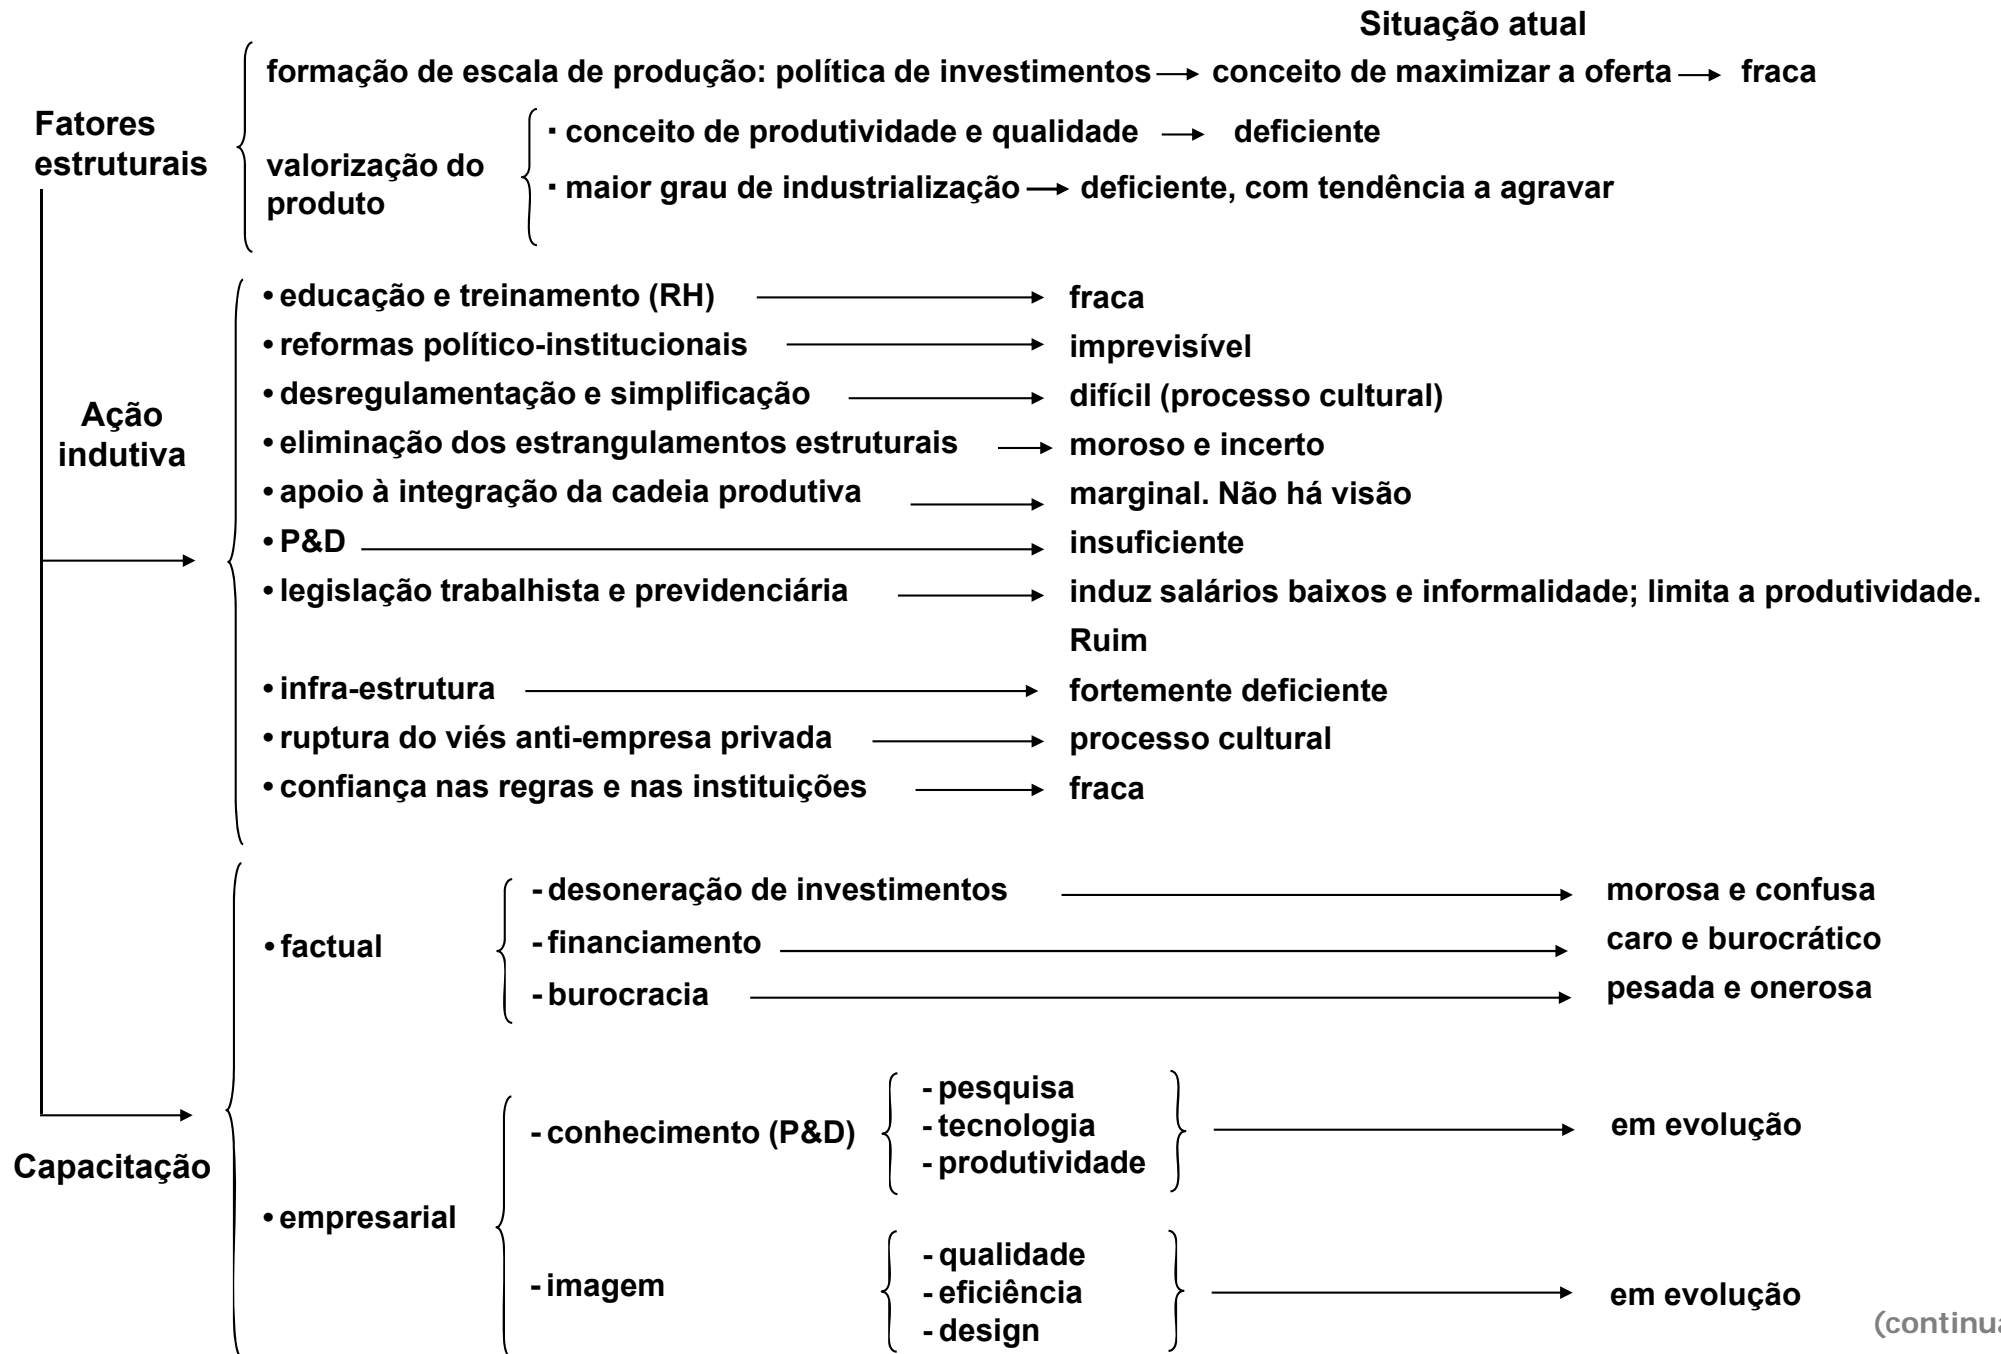 Situação atual
formação de escala de produção: política de investimentos → conceito de maximizar a oferta → fraca
Fatores
estruturais
valorização do
produto
▪ conceito de produtividade e qualidade → deficiente
▪ maior grau de industrialização → deficiente, com tendência a agravar
Ação
indutiva
• educação e treinamento (RH) → fraca
• reformas político-institucionais → imprevisível
• desregulamentação e simplificação → difícil (processo cultural)
• eliminação dos estrangulamentos estruturais → moroso e incerto
• apoio à integração da cadeia produtiva → marginal. Não há visão
• P&D → insuficiente
• legislação trabalhista e previdenciária → induz salários baixos e informalidade; limita a produtividade.
Ruim
• infra-estrutura → fortemente deficiente
• ruptura do viés anti-empresa privada → processo cultural
• confiança nas regras e nas instituições → fraca
Capacitação
• factual
- desoneração de investimentos → morosa e confusa
- financiamento → caro e burocrático
- burocracia → pesada e onerosa
• empresarial
- conhecimento (P&D)
- pesquisa
- tecnologia
- produtividade
→ em evolução
- imagem
- qualidade
- eficiência
- design
→ em evolução
(continua